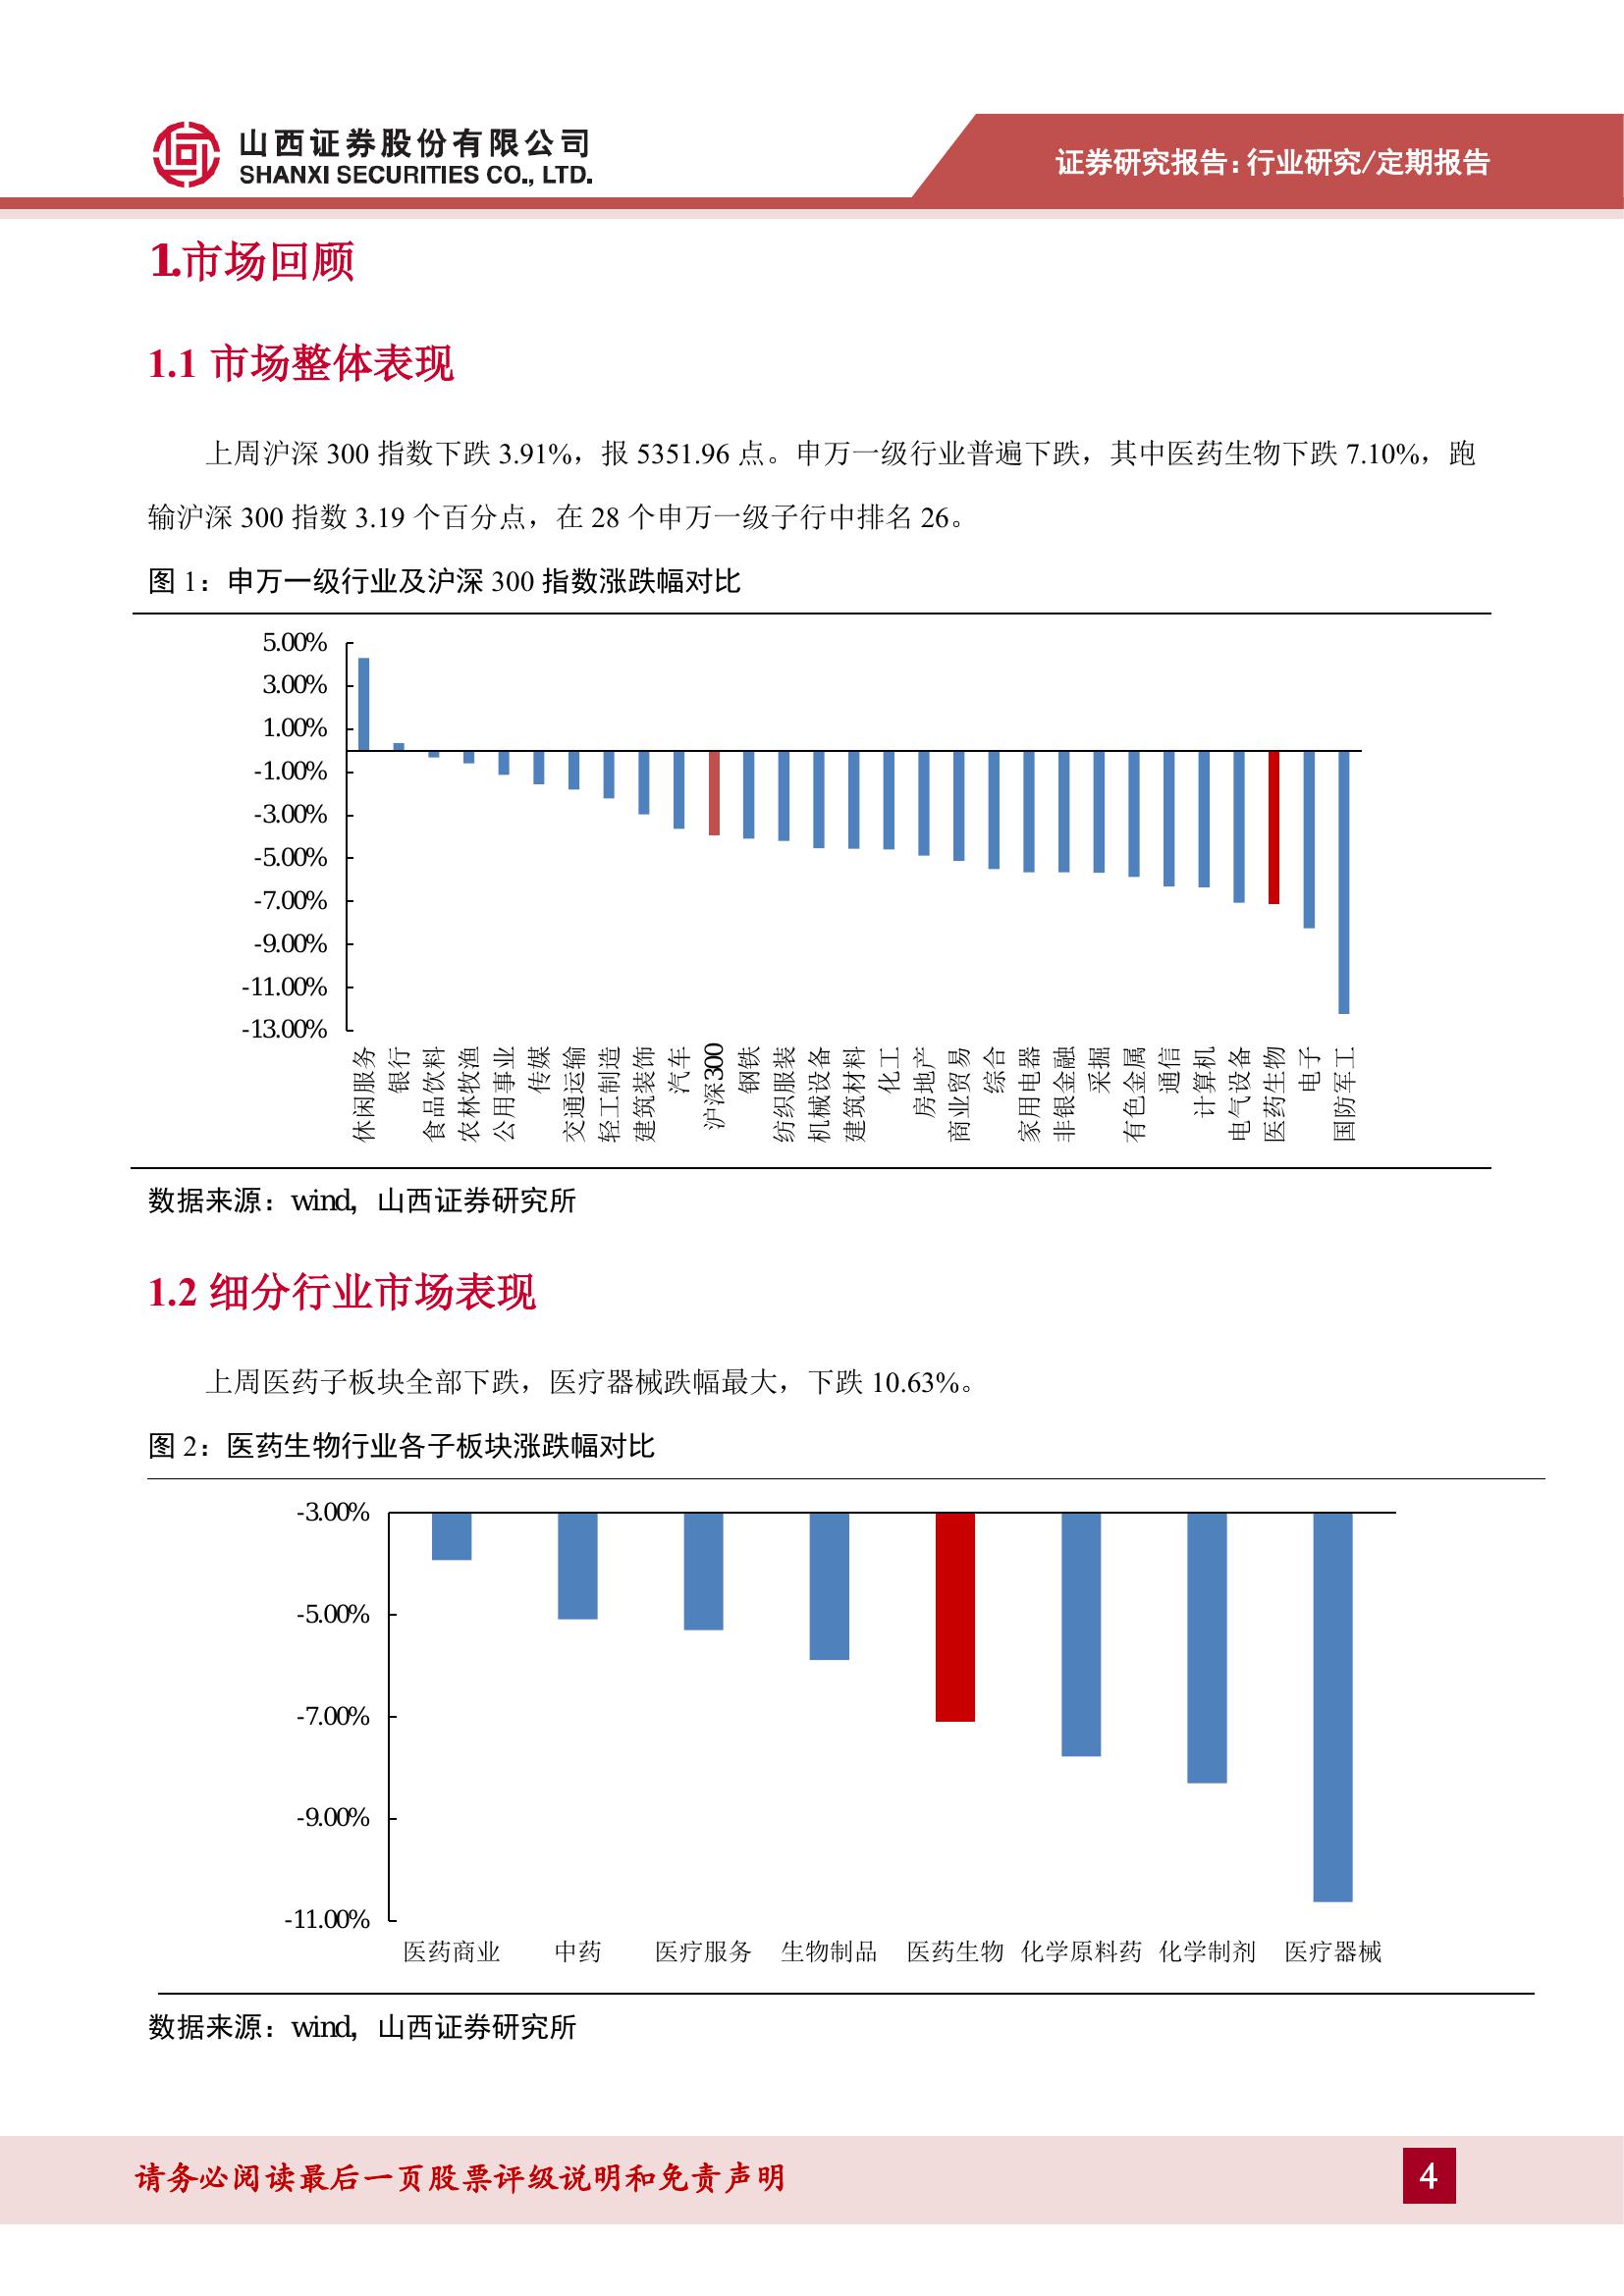 山西证券股份有限公司
SHANXI SECURITIES CO., LTD.
证券研究报告:行业研究/定期报告
1.市场回顾
1.1 市场整体表现
上周沪深 300 指数下跌 3.91%，报 5351.96 点。申万一级行业普遍下跌，其中医药生物下跌 7.10%，跑
输沪深 300 指数 3.19 个百分点，在 28 个申万一级子行中排名 26。
图 1：申万一级行业及沪深 300 指数涨跌幅对比
5.00%
3.00%
1.00%
-1.00%
-3.00%
-5.00%
-7.00%
-9.00%
-11.00%
-13.00%
休闲服务
银行
食品饮料
农林牧渔
公用事业
传媒
交通运输
轻工制造
建筑装饰
汽车
沪深300
钢铁
纺织服装
机械设备
建筑材料
化工
房地产
商业贸易
综合
家用电器
非银金融
采掘
有色金属
通信
计算机
电气设备
医药生物
电子
国防军工
数据来源：wind，山西证券研究所
1.2 细分行业市场表现
上周医药子板块全部下跌，医疗器械跌幅最大，下跌 10.63%。
图 2：医药生物行业各子板块涨跌幅对比
-3.00%
-5.00%
-7.00%
-9.00%
-11.00%
医药商业 中药 医疗服务 生物制品 医药生物 化学原料药 化学制剂 医疗器械
数据来源：wind，山西证券研究所
请务必阅读最后一页股票评级说明和免责声明
4